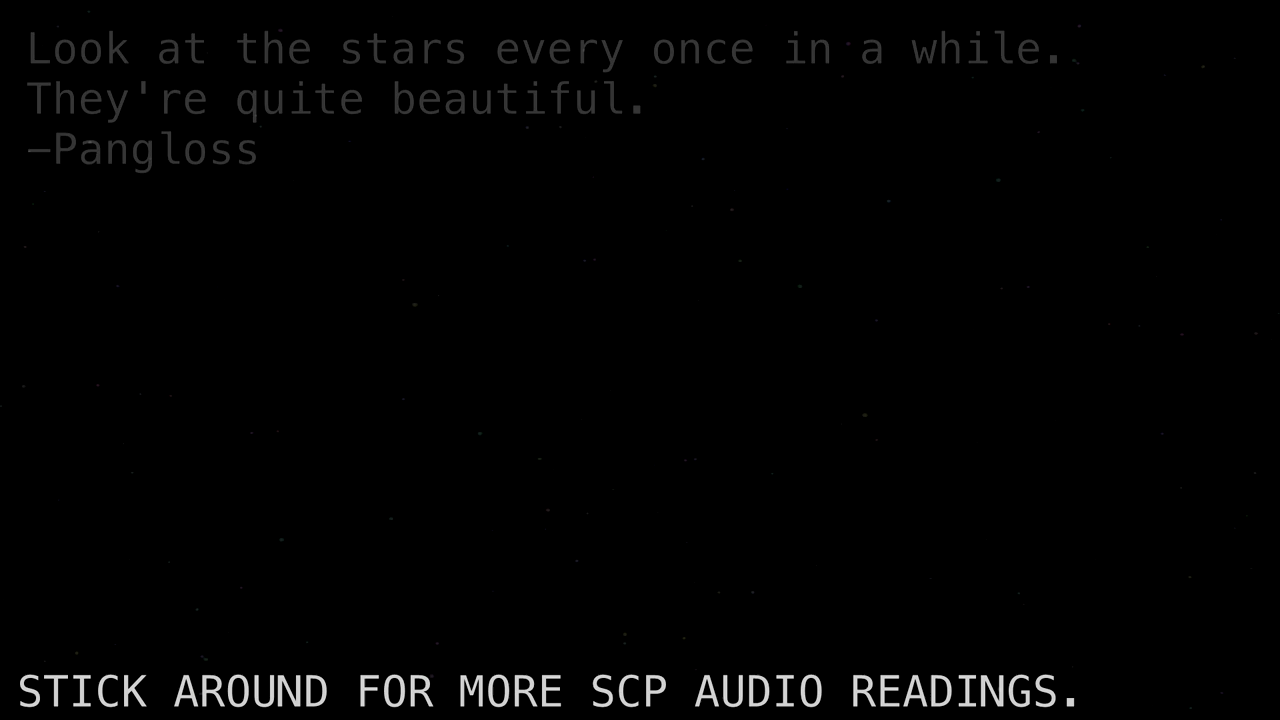 Look at the stars every once in a while.
They're quite beautiful.
—Pangloss
STICK AROUND FOR MORE SCP AUDIO READINGS.